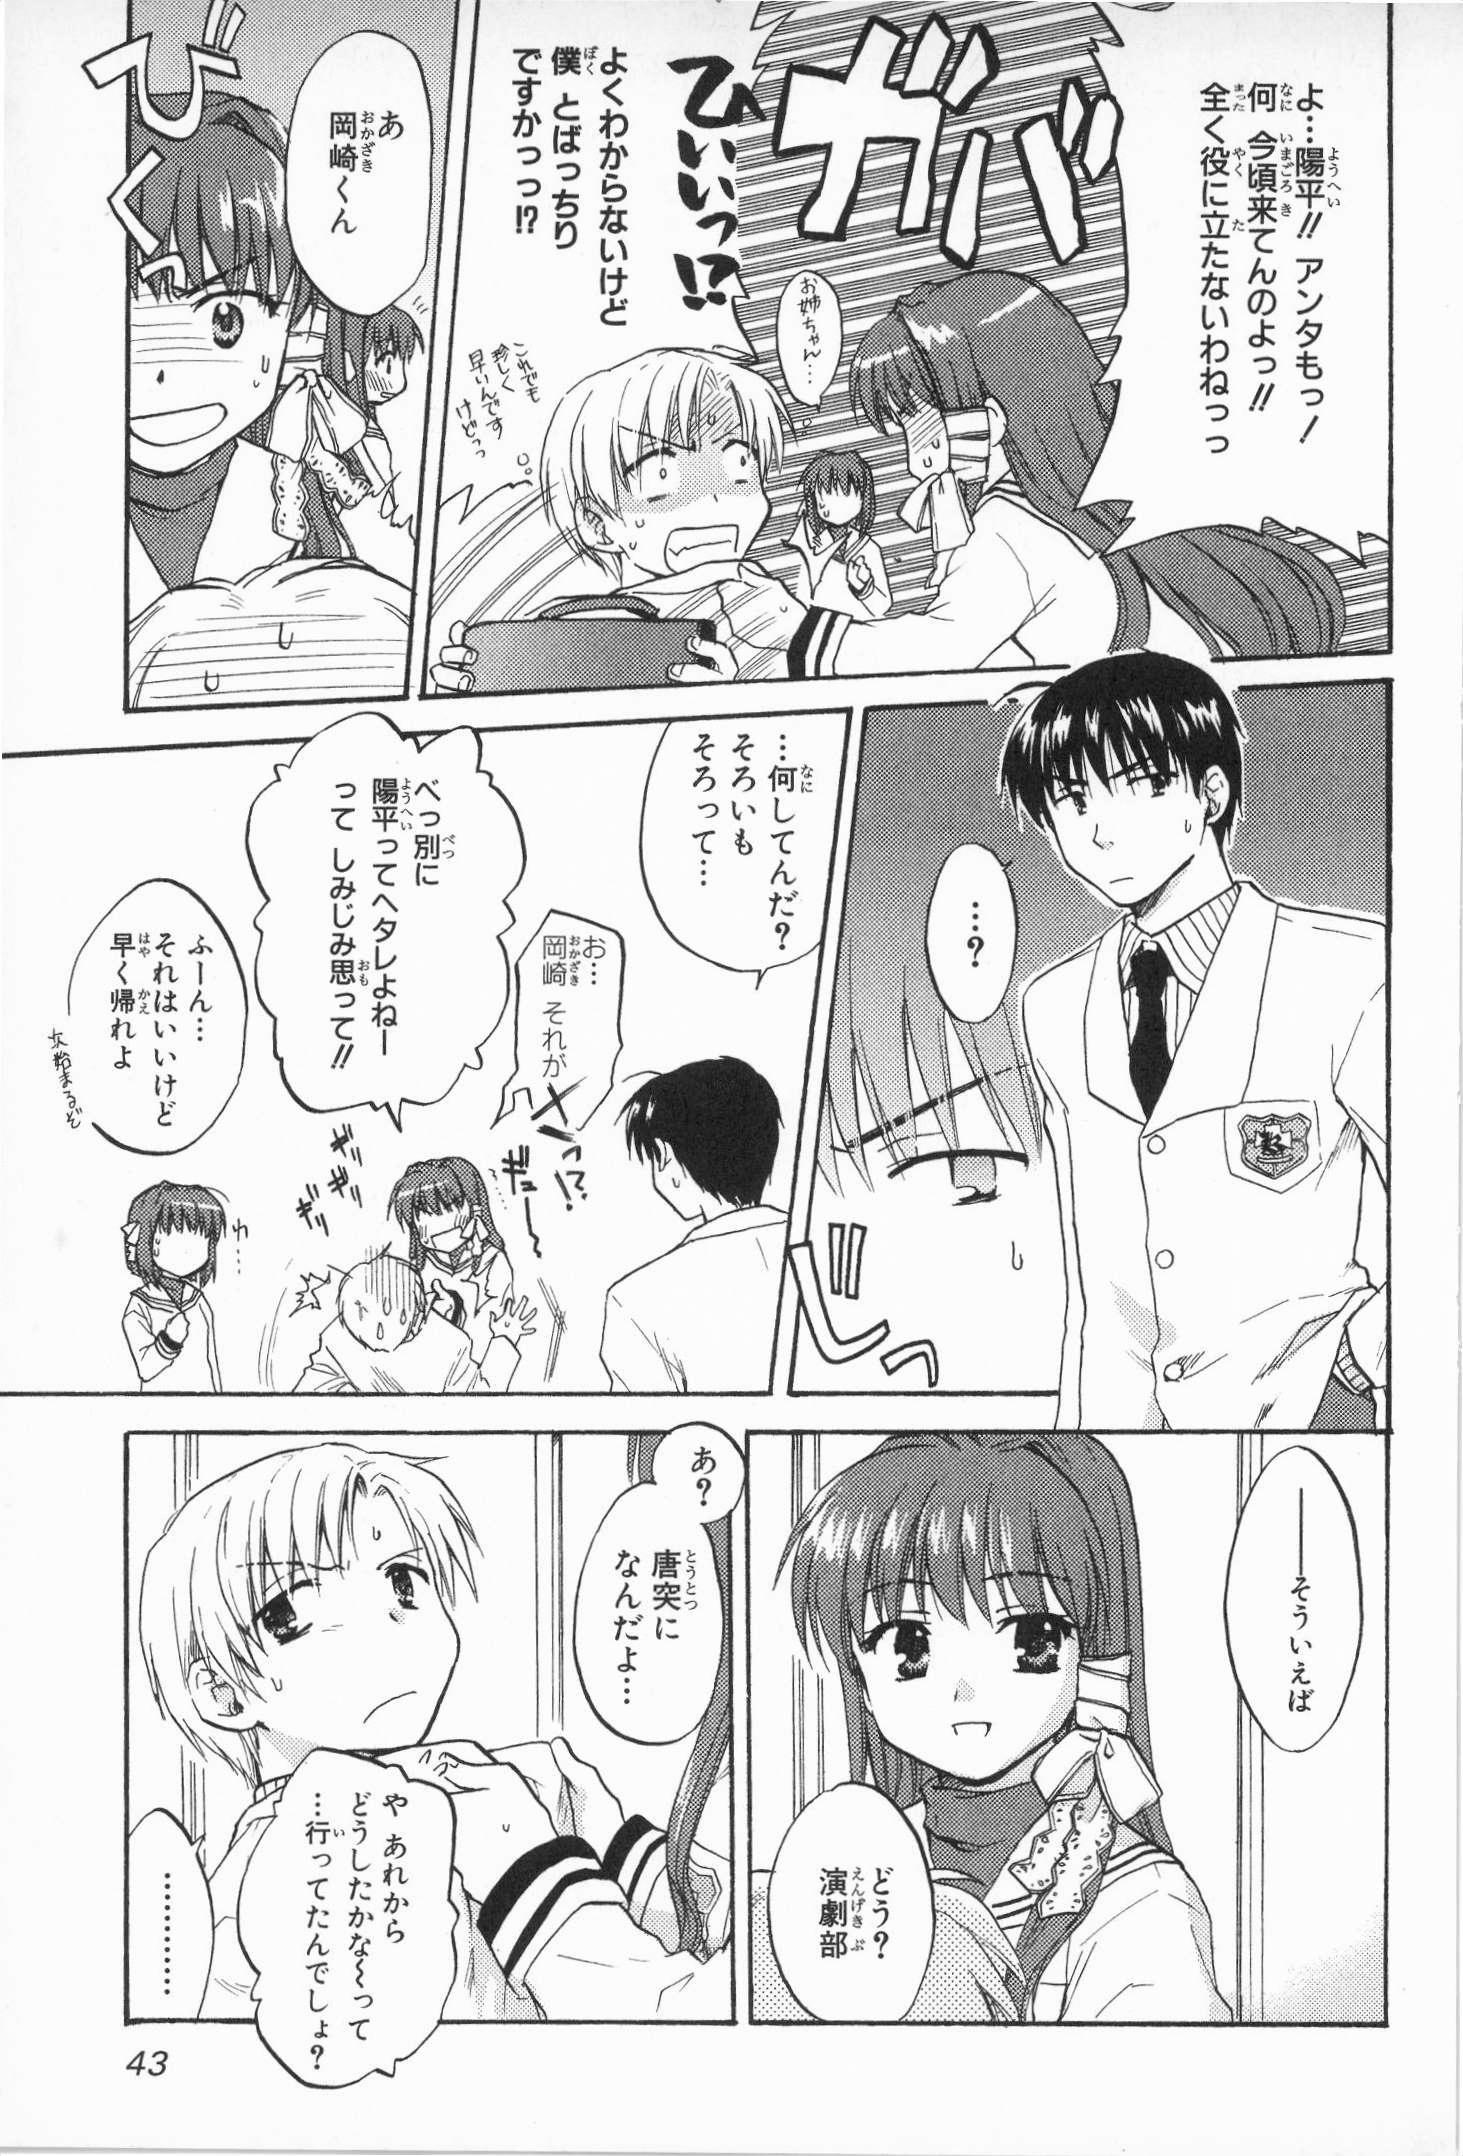 よ…陽平!!アンタもっ!
何 今頃来てんのよっ!!
全く役に立たないわねっっ
ガバ
お姉ちゃん…
ひいいっ!?
よくわからないけど
僕 とばっちり
ですかっっ!?
これでも
珍しく
早いんです
けどっっ
あ
岡崎くん
びくくっ
…?
じーっ
…何してんだ?
そろいも
そろって…
お…
岡崎 それが
っ!?
ギュー
べっ別に
陽平ってヘタレよねー
って しみじみ思って!!
ギリ
ギリ
ギリ
ふーん…
それはいいけど
早く帰れよ
始まるぞ
――そういえば
どう?
演劇部
あ?
唐突に
なんだよ…
や あれから
どうしたかな〜って
…行ってたんでしょ?
…………
43